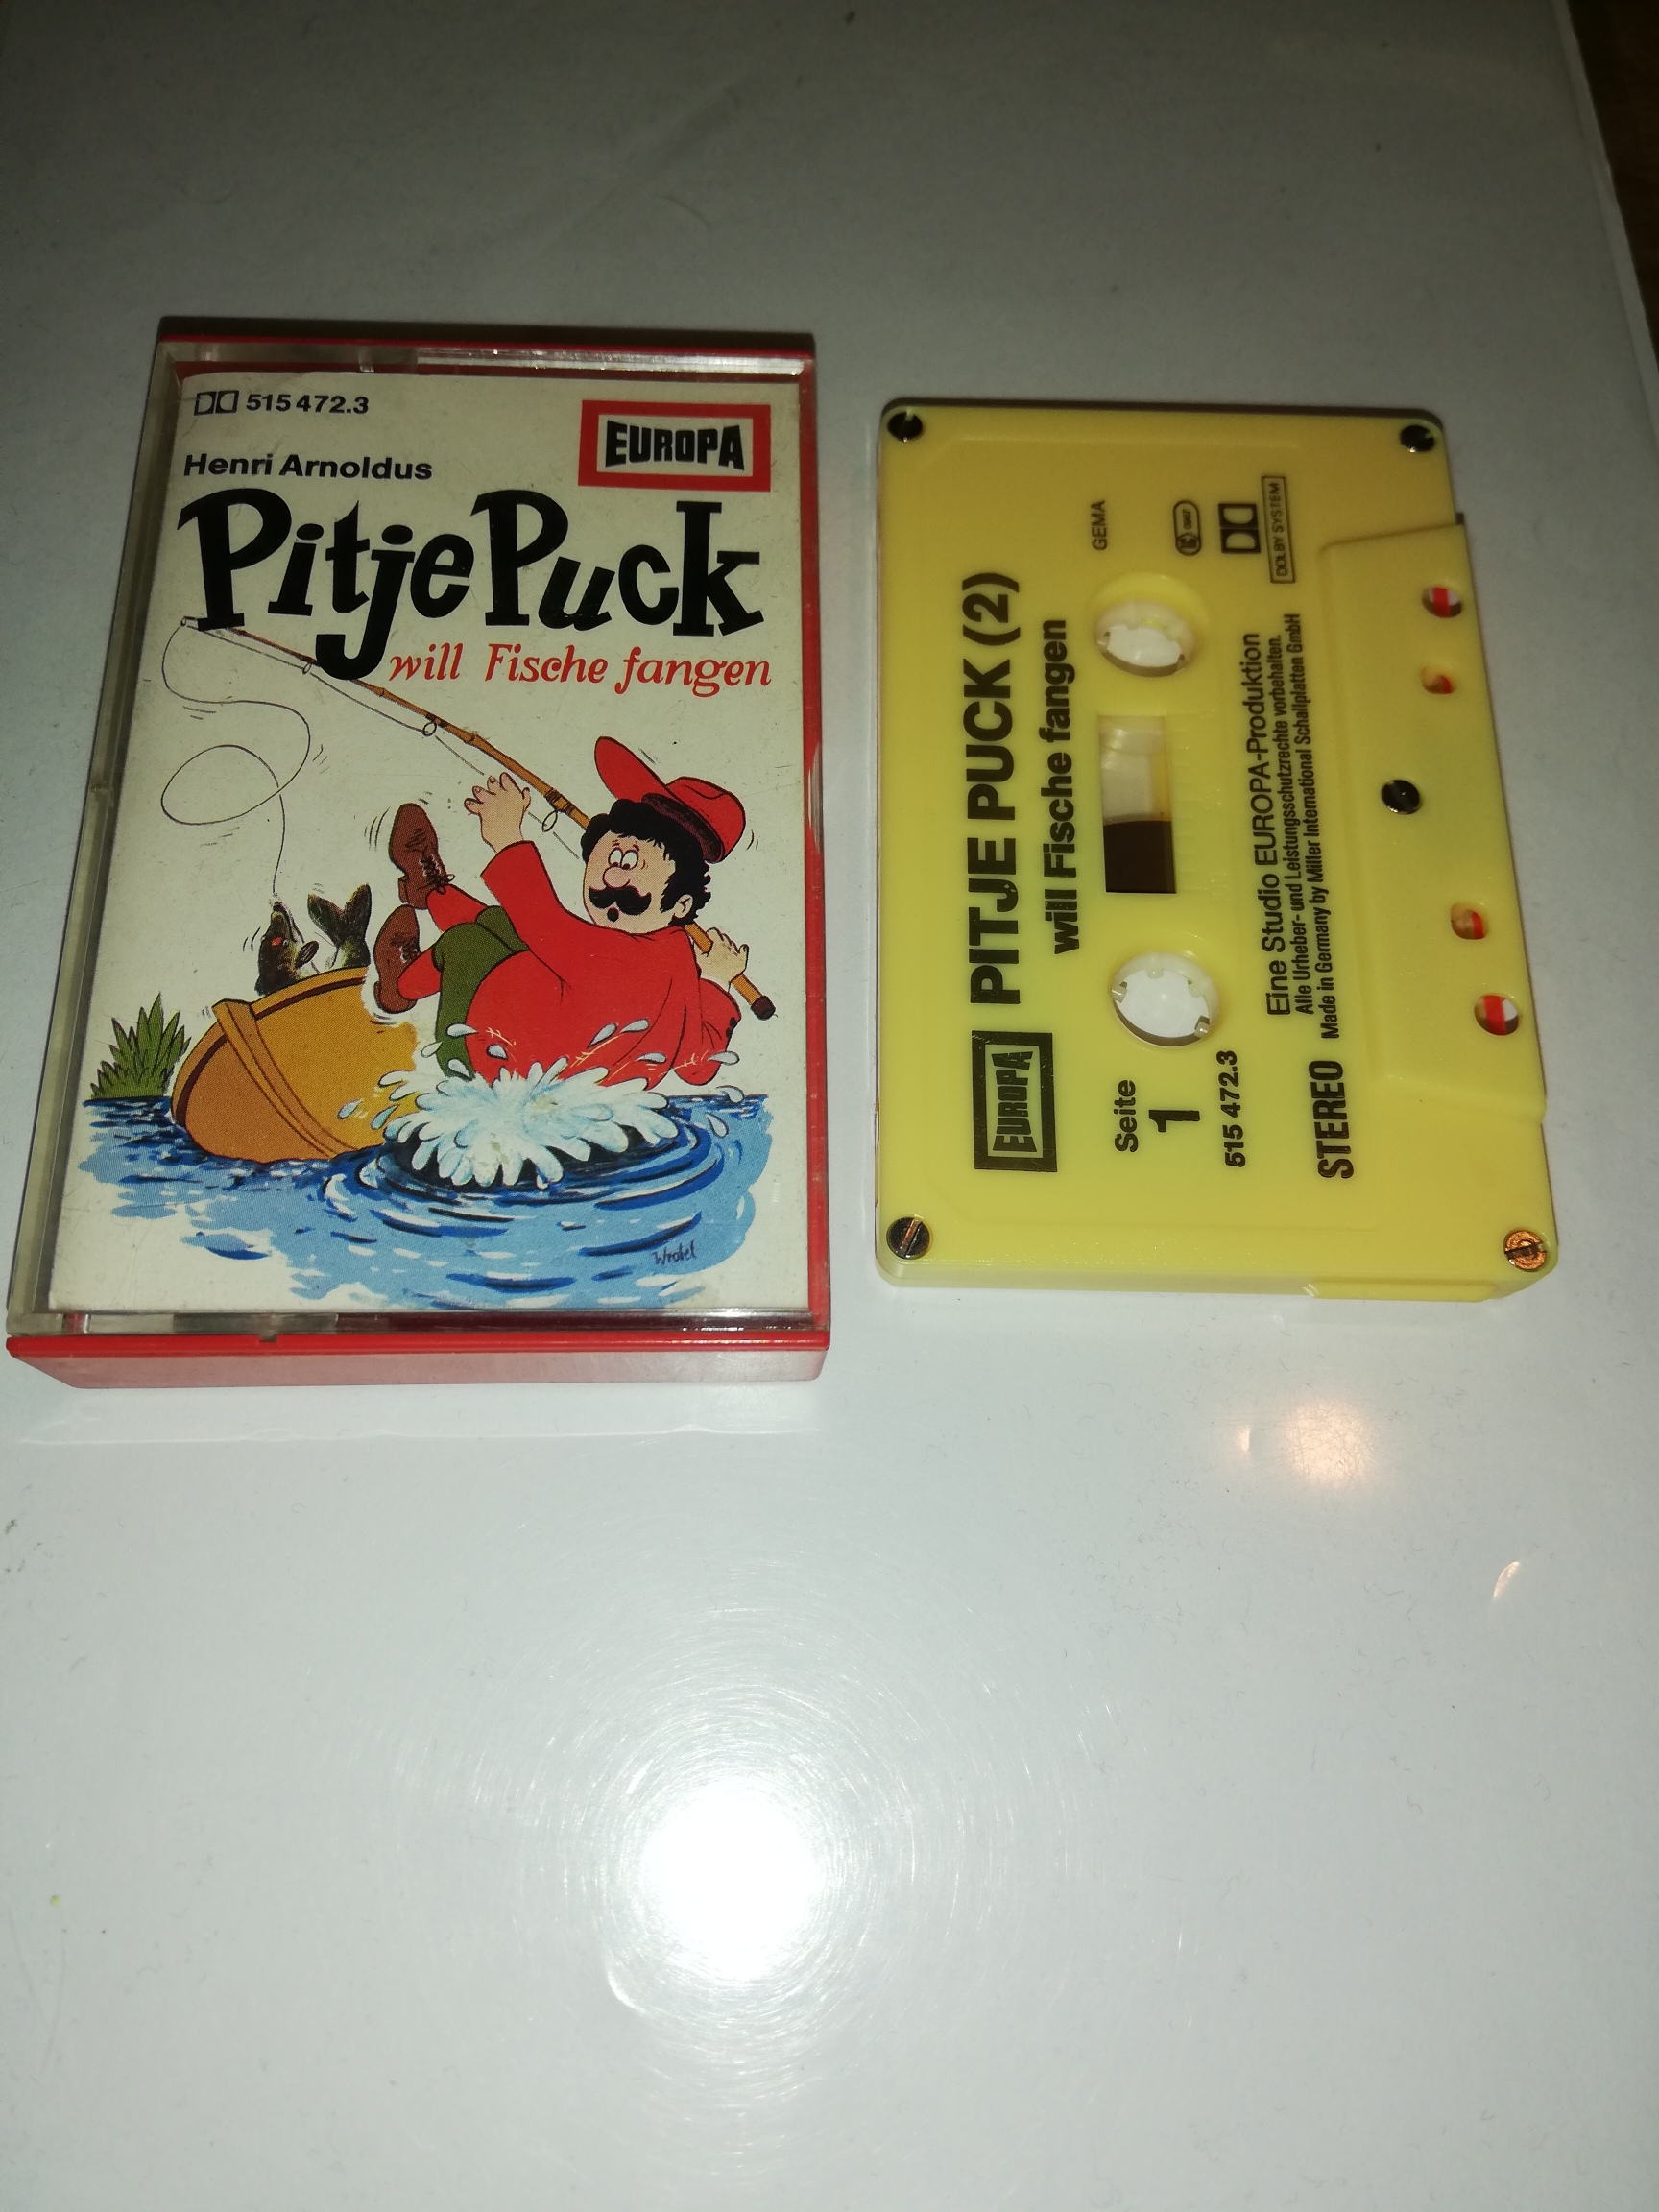 515 472.3
EUROPA
Henri Arnoldus
Pitje Puck
will Fische fangen
Wrobel
EUROPA
PITJE PUCK (2)
will Fische fangen
Seite
1
GEMA
515 472.3
DOLBY SYSTEM
STEREO
Eine Studio EUROPA-Produktion
Alle Urheber- und Leistungsschutzrechte vorbehalten.
Made in Germany by Miller International Schallplatten GmbH